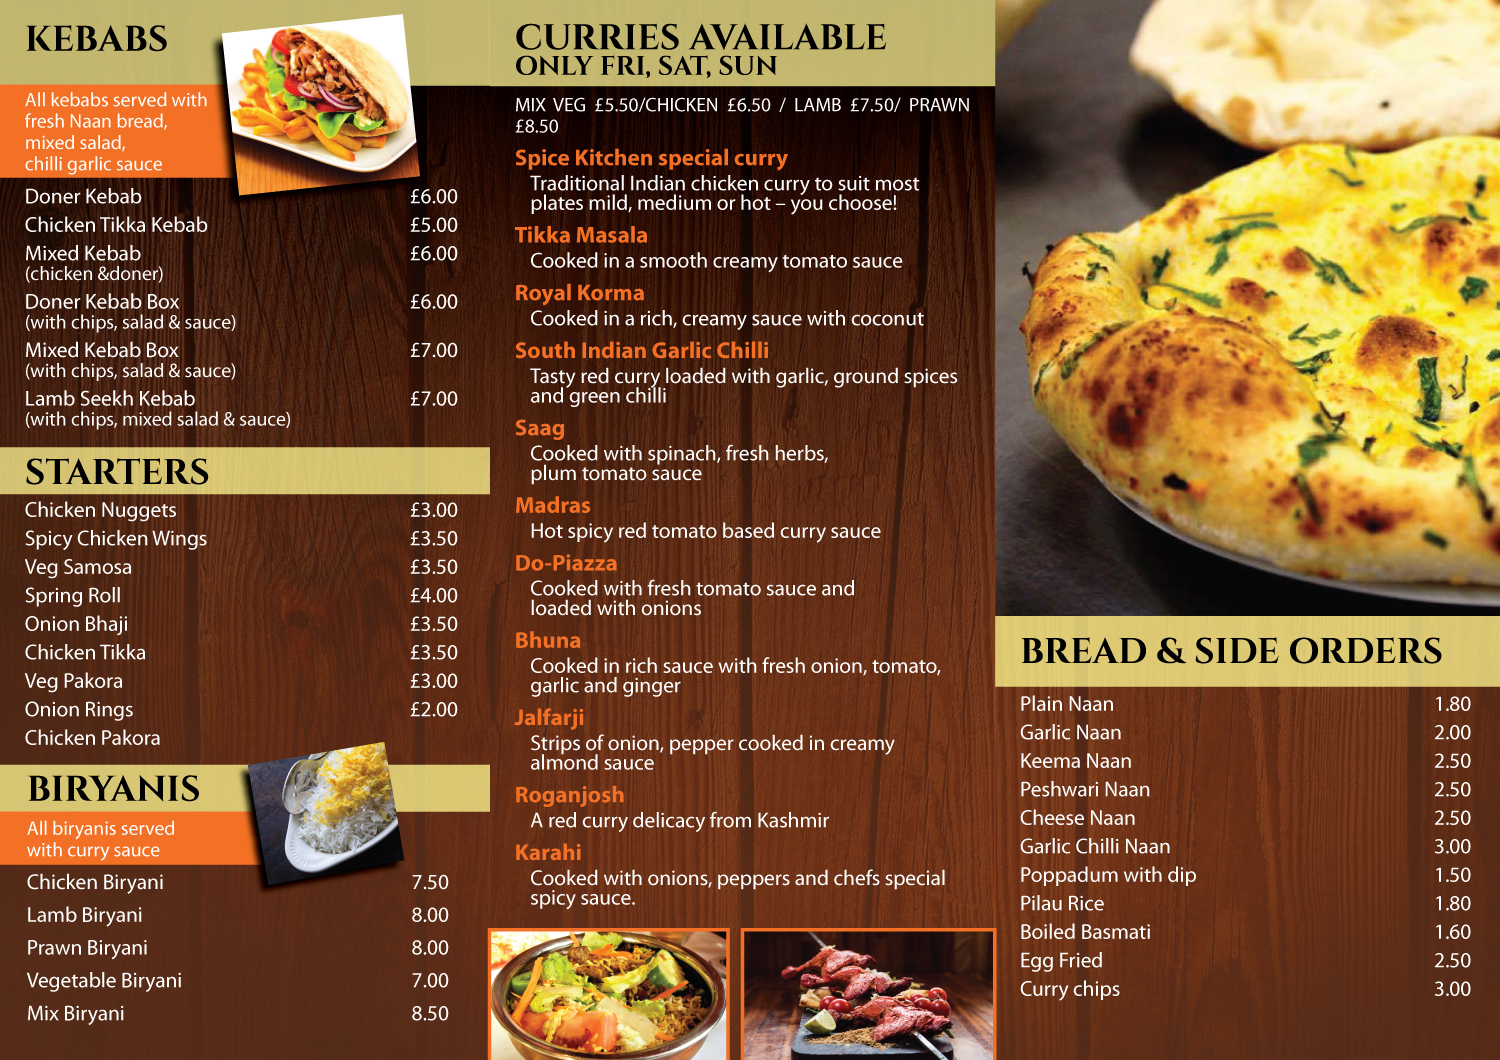 KEBABS
All kebabs served with
fresh Naan bread,
mixed salad,
chilli garlic sauce
Doner Kebab £6.00
Chicken Tikka Kebab £5.00
Mixed Kebab £6.00
(chicken &doner)
Doner Kebab Box £6.00
(with chips, salad & sauce)
Mixed Kebab Box £7.00
(with chips, salad & sauce)
Lamb Seekh Kebab £7.00
(with chips, mixed salad & sauce)
STARTERS
Chicken Nuggets £3.00
Spicy Chicken Wings £3.50
Veg Samosa £3.50
Spring Roll £4.00
Onion Bhaji £3.50
Chicken Tikka £3.50
Veg Pakora £3.00
Onion Rings £2.00
Chicken Pakora
BIRYANIS
All biryanis served
with curry sauce
Chicken Biryani 7.50
Lamb Biryani 8.00
Prawn Biryani 8.00
Vegetable Biryani 7.00
Mix Biryani 8.50
CURRIES AVAILABLE
ONLY FRI, SAT, SUN
MIX VEG £5.50/CHICKEN £6.50 / LAMB £7.50/ PRAWN
£8.50
Spice Kitchen special curry
Traditional Indian chicken curry to suit most
plates mild, medium or hot – you choose!
Tikka Masala
Cooked in a smooth creamy tomato sauce
Royal Korma
Cooked in a rich, creamy sauce with coconut
South Indian Garlic Chilli
Tasty red curry loaded with garlic, ground spices
and green chilli
Saag
Cooked with spinach, fresh herbs,
plum tomato sauce
Madras
Hot spicy red tomato based curry sauce
Do-Piazza
Cooked with fresh tomato sauce and
loaded with onions
Bhuna
Cooked in rich sauce with fresh onion, tomato,
garlic and ginger
Jalfarji
Strips of onion, pepper cooked in creamy
almond sauce
Roganjosh
A red curry delicacy from Kashmir
Karahi
Cooked with onions, peppers and chefs special
spicy sauce.
BREAD & SIDE ORDERS
Plain Naan 1.80
Garlic Naan 2.00
Keema Naan 2.50
Peshwari Naan 2.50
Cheese Naan 2.50
Garlic Chilli Naan 3.00
Poppadum with dip 1.50
Pilau Rice 1.80
Boiled Basmati 1.60
Egg Fried 2.50
Curry chips 3.00